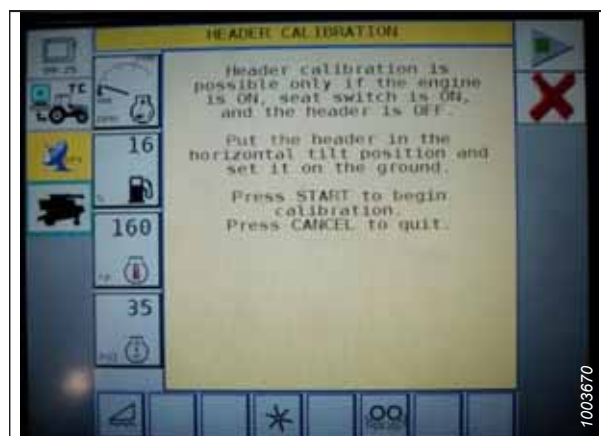 HEADER CALIBRATION
Header calibration is
possible only if the engine
is ON, seat switch is ON,
and the header is OFF.
Put the header in the
horizontal tilt position and
set it on the ground.
Press START to begin
calibration.
Press CANCEL to quit.
TC
16
160
°F
35
PSI
1003670